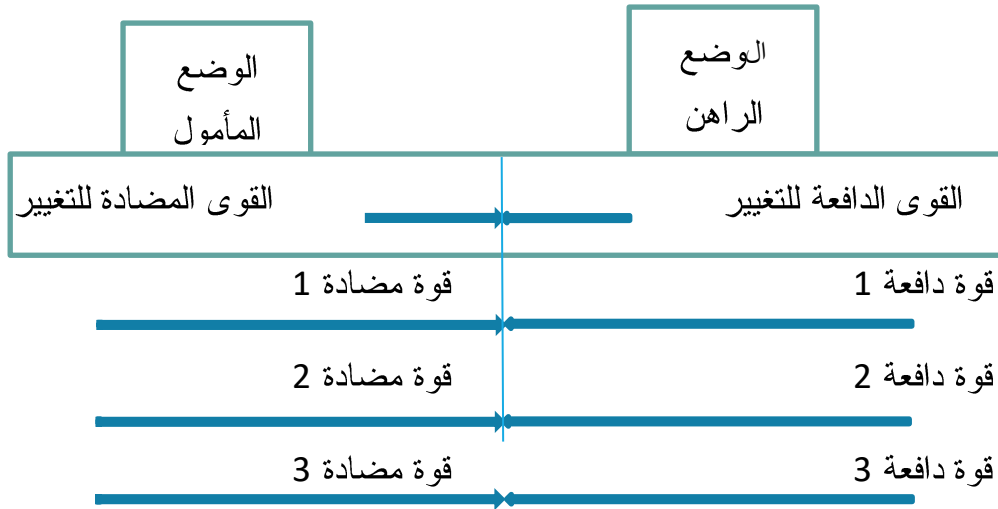 الوضع
الراهن
الوضع
المأمول
القوى الدافعة للتغيير
القوى المضادة للتغيير
قوة دافعة 1
قوة مضادة 1
قوة دافعة 2
قوة مضادة 2
قوة دافعة 3
قوة مضادة 3